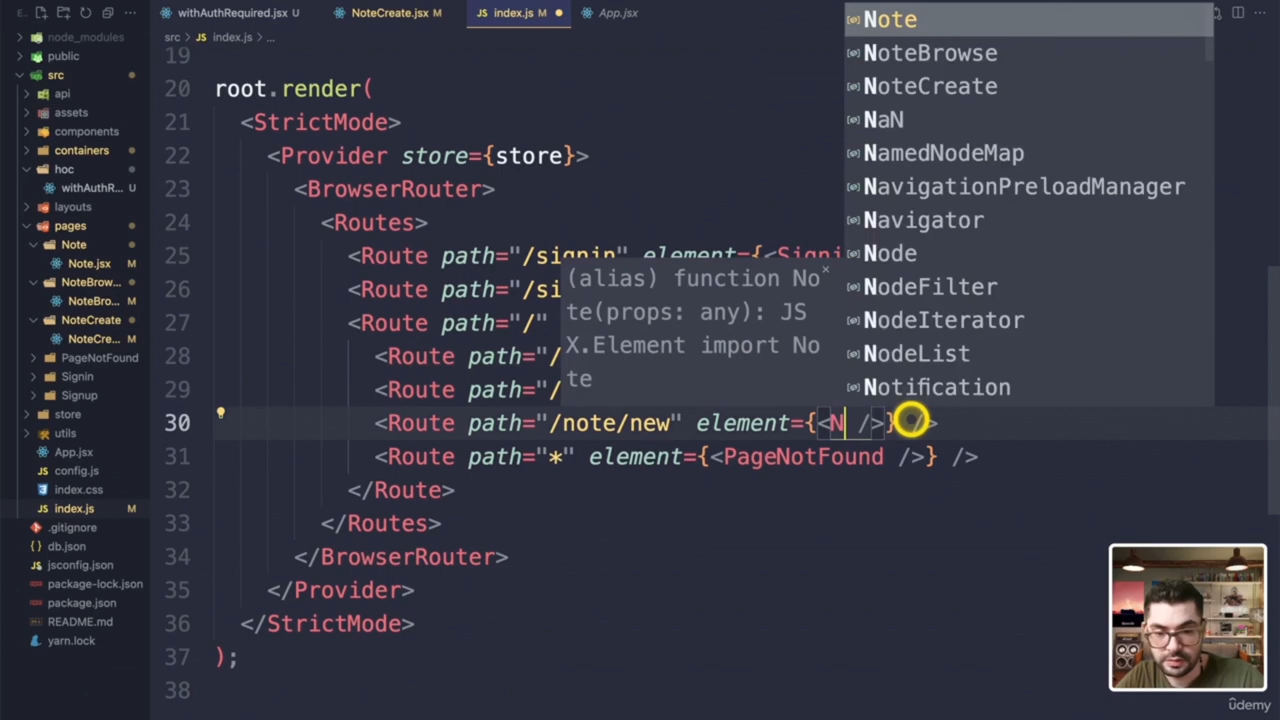 E...
withAuthRequired.jsx U
NoteCreate.jsx M
JS index.js M
App.jsx
src > JS index.js > ...
node_modules
public
src
api
assets
components
containers
hoc
withAuthR... U
layouts
pages
Note
Note.jsx M
NoteBrow...
NoteBro... M
NoteCreate
NoteCre... M
PageNotFound
Signin
Signup
store
utils
App.jsx
JS config.js
index.css
JS index.js M
.gitignore
db.json
jsconfig.json
package-lock.json
package.json
README.md
yarn.lock
19
20 root.render(
21 <StrictMode>
22 <Provider store={store}>
23 <BrowserRouter>
24 <Routes>
25 <Route path="/signin" element={<Signi
26 <Route path="/si
27 <Route path="/"
28 <Route path="/
29 <Route path="/
30 <Route path="/note/new" element={<N />} />
31 <Route path="*" element={<PageNotFound />} />
32 </Route>
33 </Routes>
34 </BrowserRouter>
35 </Provider>
36 </StrictMode>
37 );
38
(alias) function No
te(props: any): JS
X.Element import No
te
Note
NoteBrowse
NoteCreate
NaN
NamedNodeMap
NavigationPreloadManager
Navigator
Node
NodeFilter
NodeIterator
NodeList
Notification
ûdemy